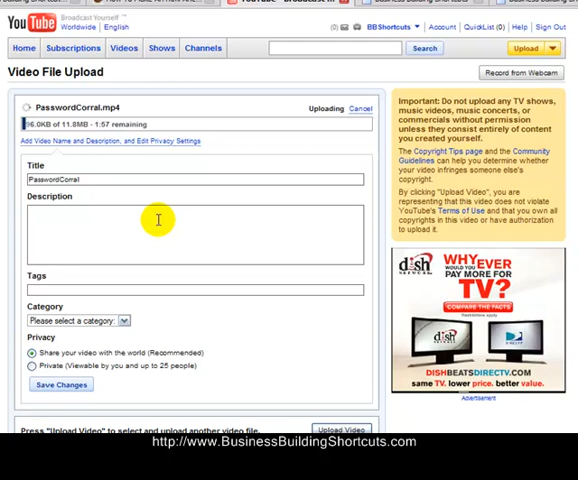 YouTube Broadcast Yourself™
Worldwide | English
(0) BBShortcuts | Account | QuickList (0) | Help | Sign Out
Home Subscriptions Videos Shows Channels Search Upload
Video File Upload
Record from Webcam
PasswordCorral.mp4
Uploading Cancel
96.0KB of 11.8MB - 1:57 remaining
Add Video Name and Description, and Edit Privacy Settings
Title
PasswordCorral
Description
Tags
Category
Please select a category:
Privacy
Share your video with the world (Recommended)
Private (Viewable by you and up to 25 people)
Save Changes
Press "Upload Video" to select and upload another video file.
Upload Video
Important: Do not upload any TV shows,
music videos, music concerts, or
commercials without permission
unless they consist entirely of content
you created yourself.
The Copyright Tips page and the Community
Guidelines can help you determine whether
your video infringes someone else's
copyright.
By clicking "Upload Video", you are
representing that this video does not violate
YouTube's Terms of Use and that you own all
copyrights in this video or have authorization
to upload it.
dish
NETWORK
WHY EVER
WOULD YOU
PAY MORE FOR
TV?
COMPARE THE FACTS
dish
DIRECTV
DISHBEATSDIRECTV.COM
same TV. lower price. better value.
Advertisement
http://www.BusinessBuildingShortcuts.com